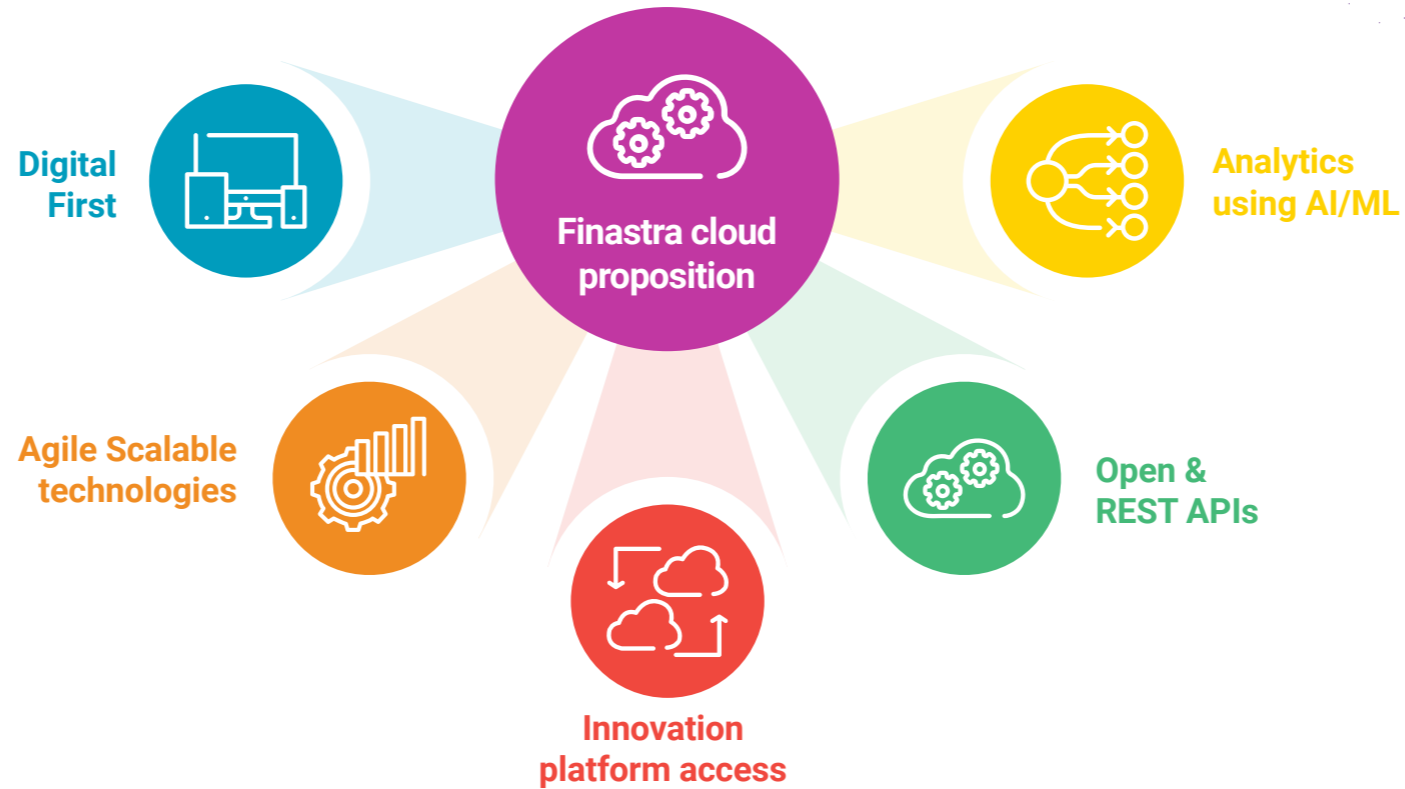 Finastra cloud
proposition
Digital
First
Analytics
using AI/ML
Agile Scalable
technologies
Open &
REST APIs
Innovation
platform access